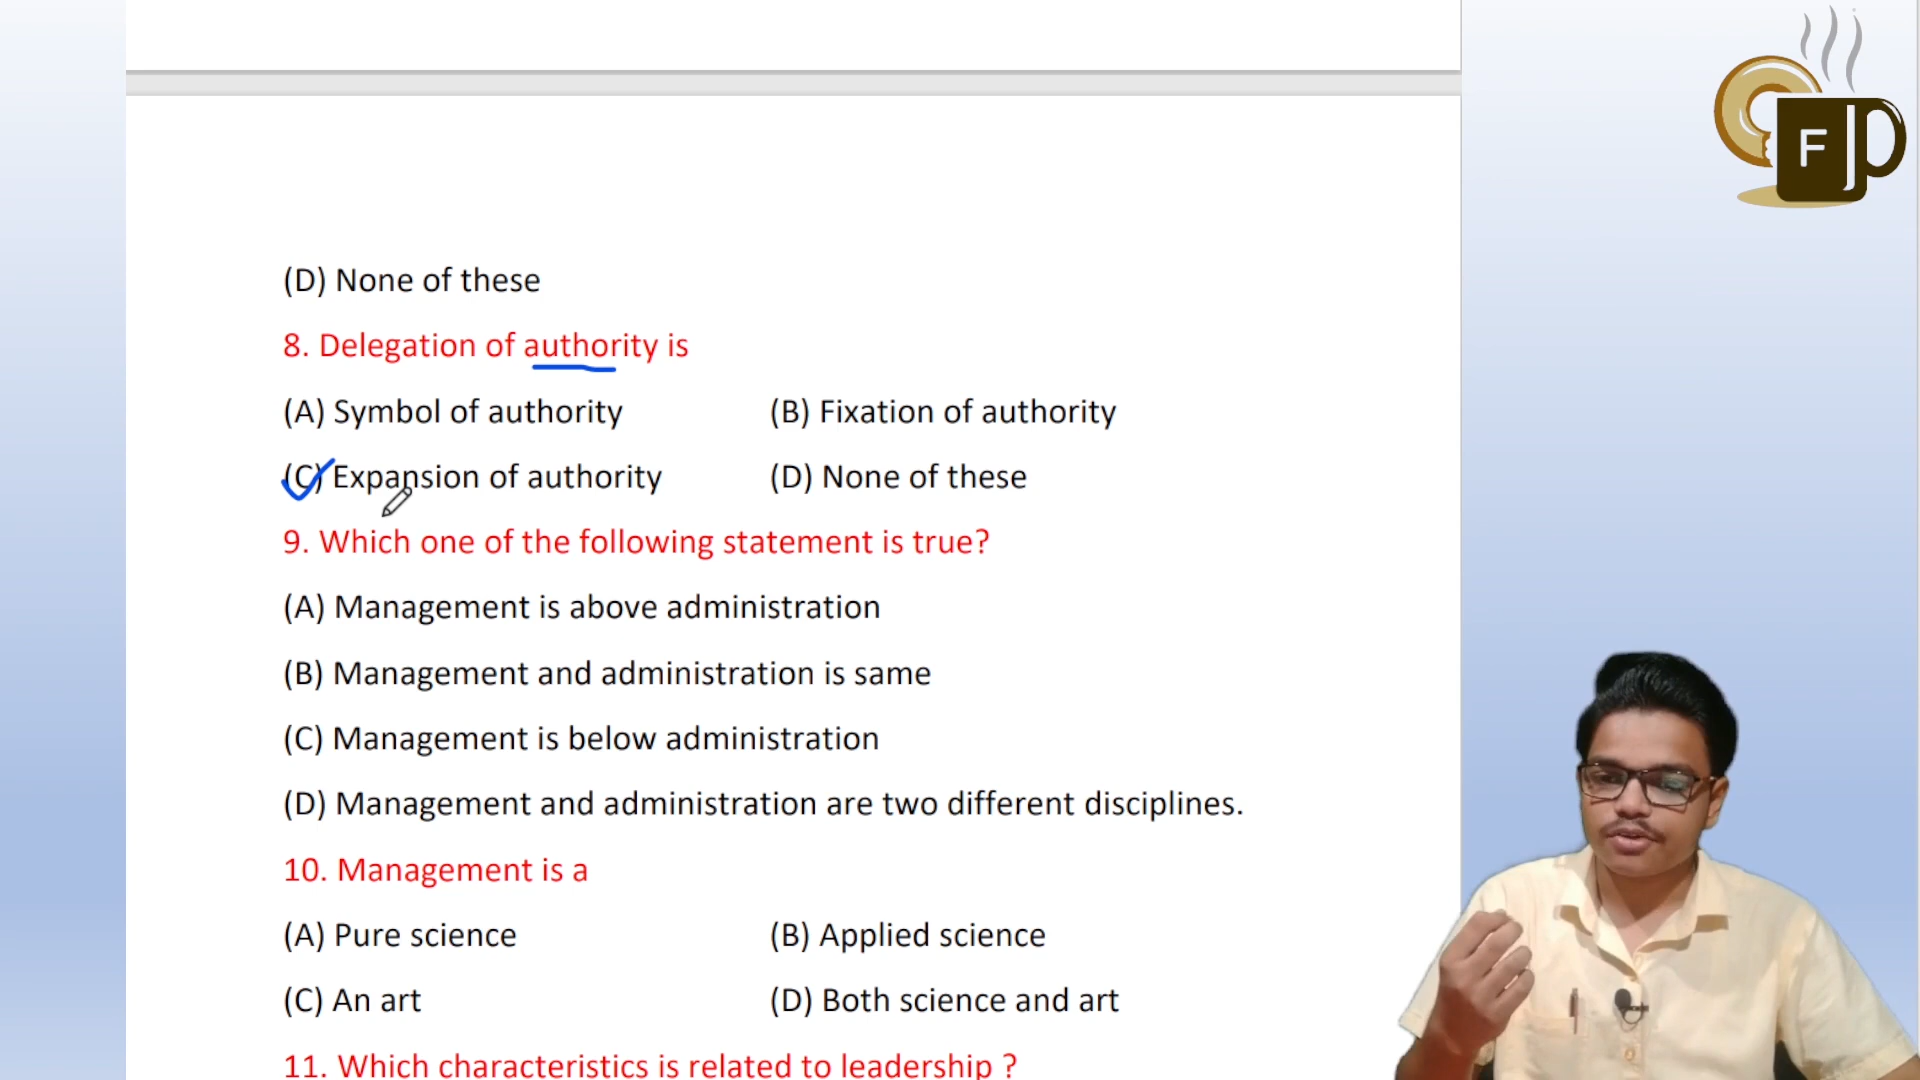 F
(D) None of these
8. Delegation of authority is
(A) Symbol of authority (B) Fixation of authority
(C) Expansion of authority (D) None of these
9. Which one of the following statement is true?
(A) Management is above administration
(B) Management and administration is same
(C) Management is below administration
(D) Management and administration are two different disciplines.
10. Management is a
(A) Pure science (B) Applied science
(C) An art (D) Both science and art
11. Which characteristics is related to leadership ?